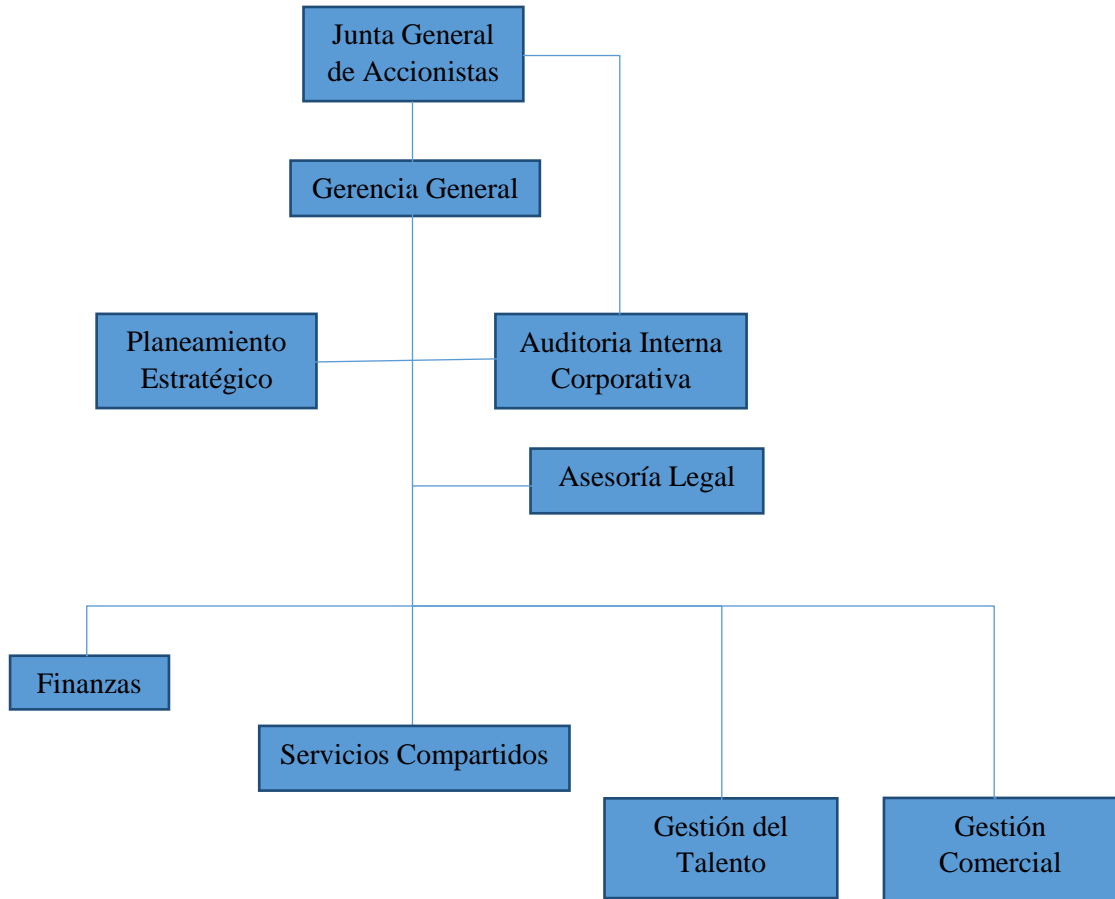 Junta General
de Accionistas
Gerencia General
Planeamiento
Estratégico
Auditoria Interna
Corporativa
Asesoría Legal
Finanzas
Servicios Compartidos
Gestión del
Talento
Gestión
Comercial